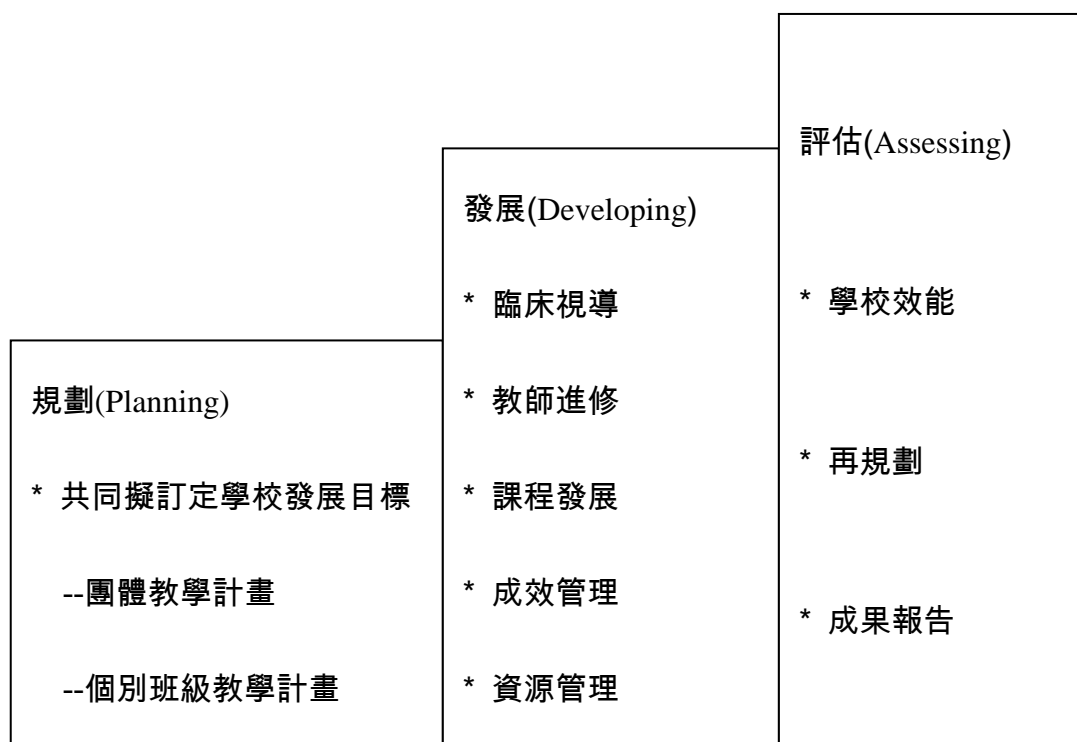 規劃(Planning)
* 共同擬訂定學校發展目標
--團體教學計畫
--個別班級教學計畫
發展(Developing)
* 臨床視導
* 教師進修
* 課程發展
* 成效管理
* 資源管理
評估(Assessing)
* 學校效能
* 再規劃
* 成果報告